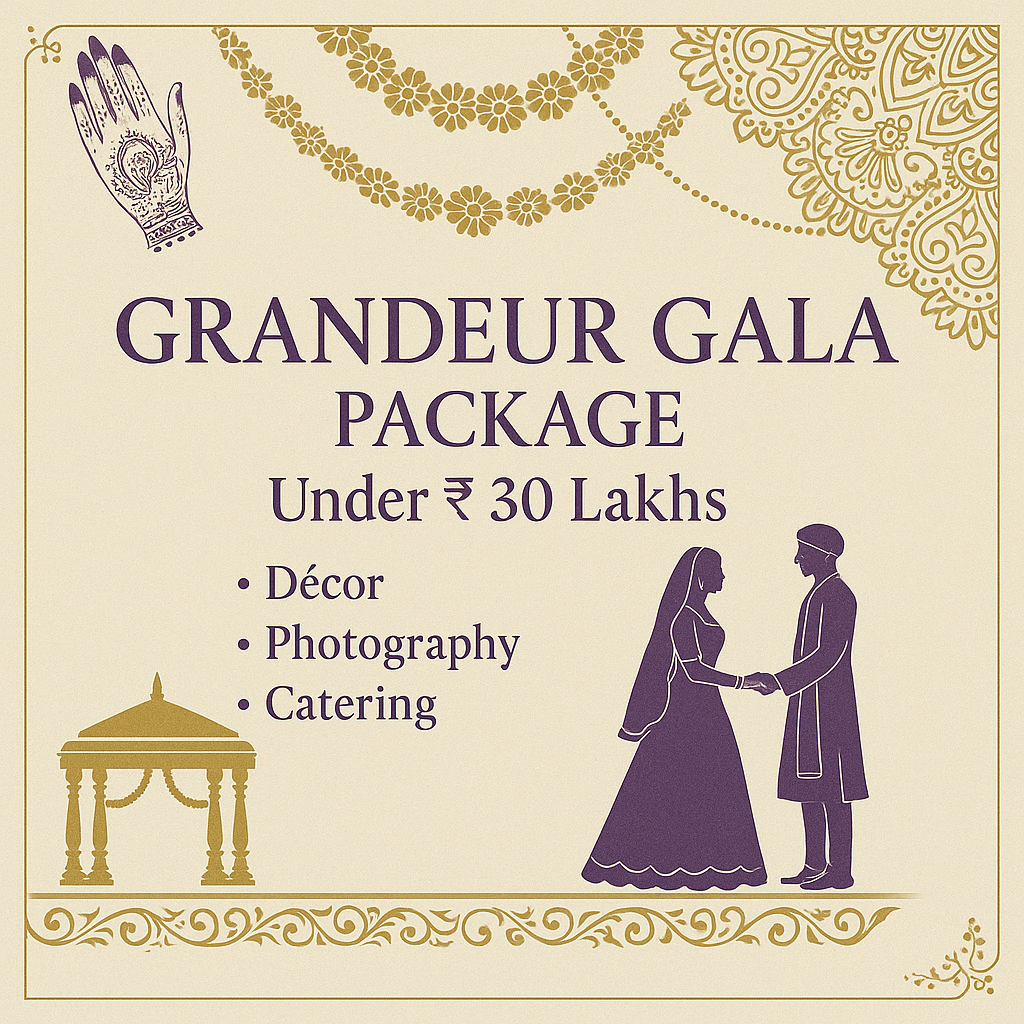 GRANDEUR GALA
PACKAGE
Under ₹ 30 Lakhs
• Décor
• Photography
• Catering